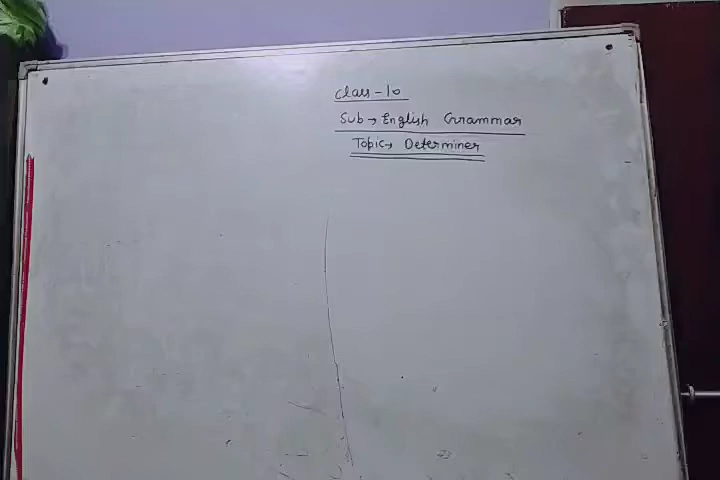 Class - 10
Sub → English Grammar
Topic → Determiner